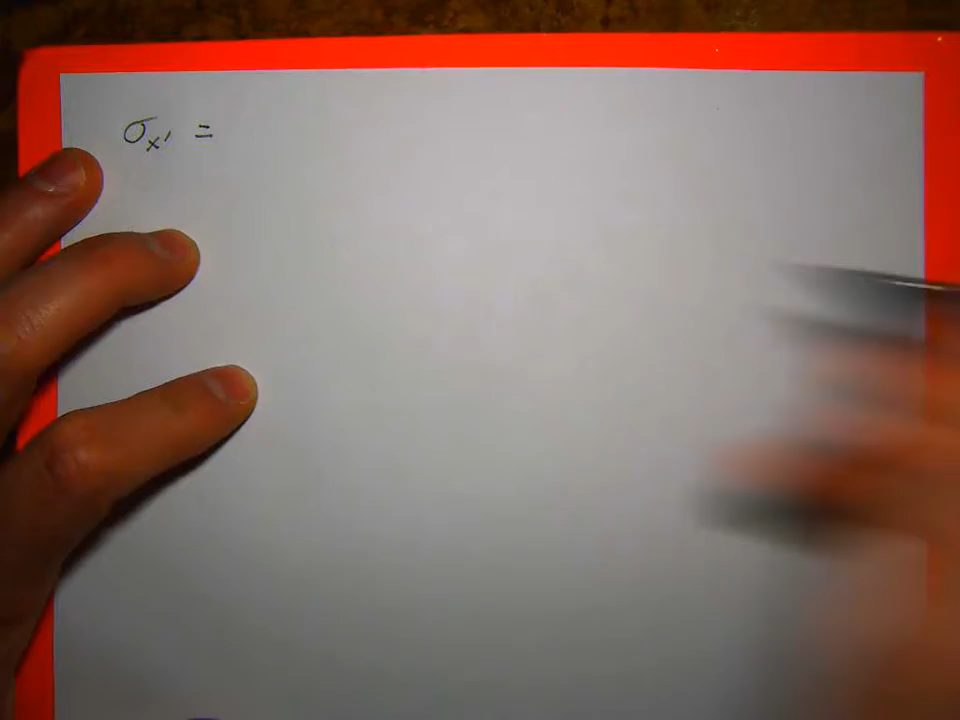 σx' =